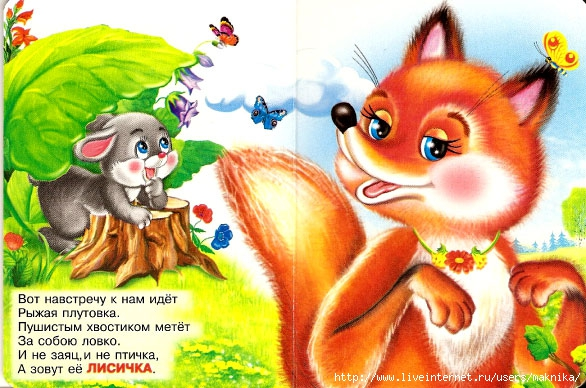 Вот навстречу к нам идёт
Рыжая плутовка.
Пушистым хвостиком метёт
За собою ловко.
И не заяц,и не птичка,
А зовут её ЛИСИЧКА.
http://www.liveinternet.ru/users/maknika/